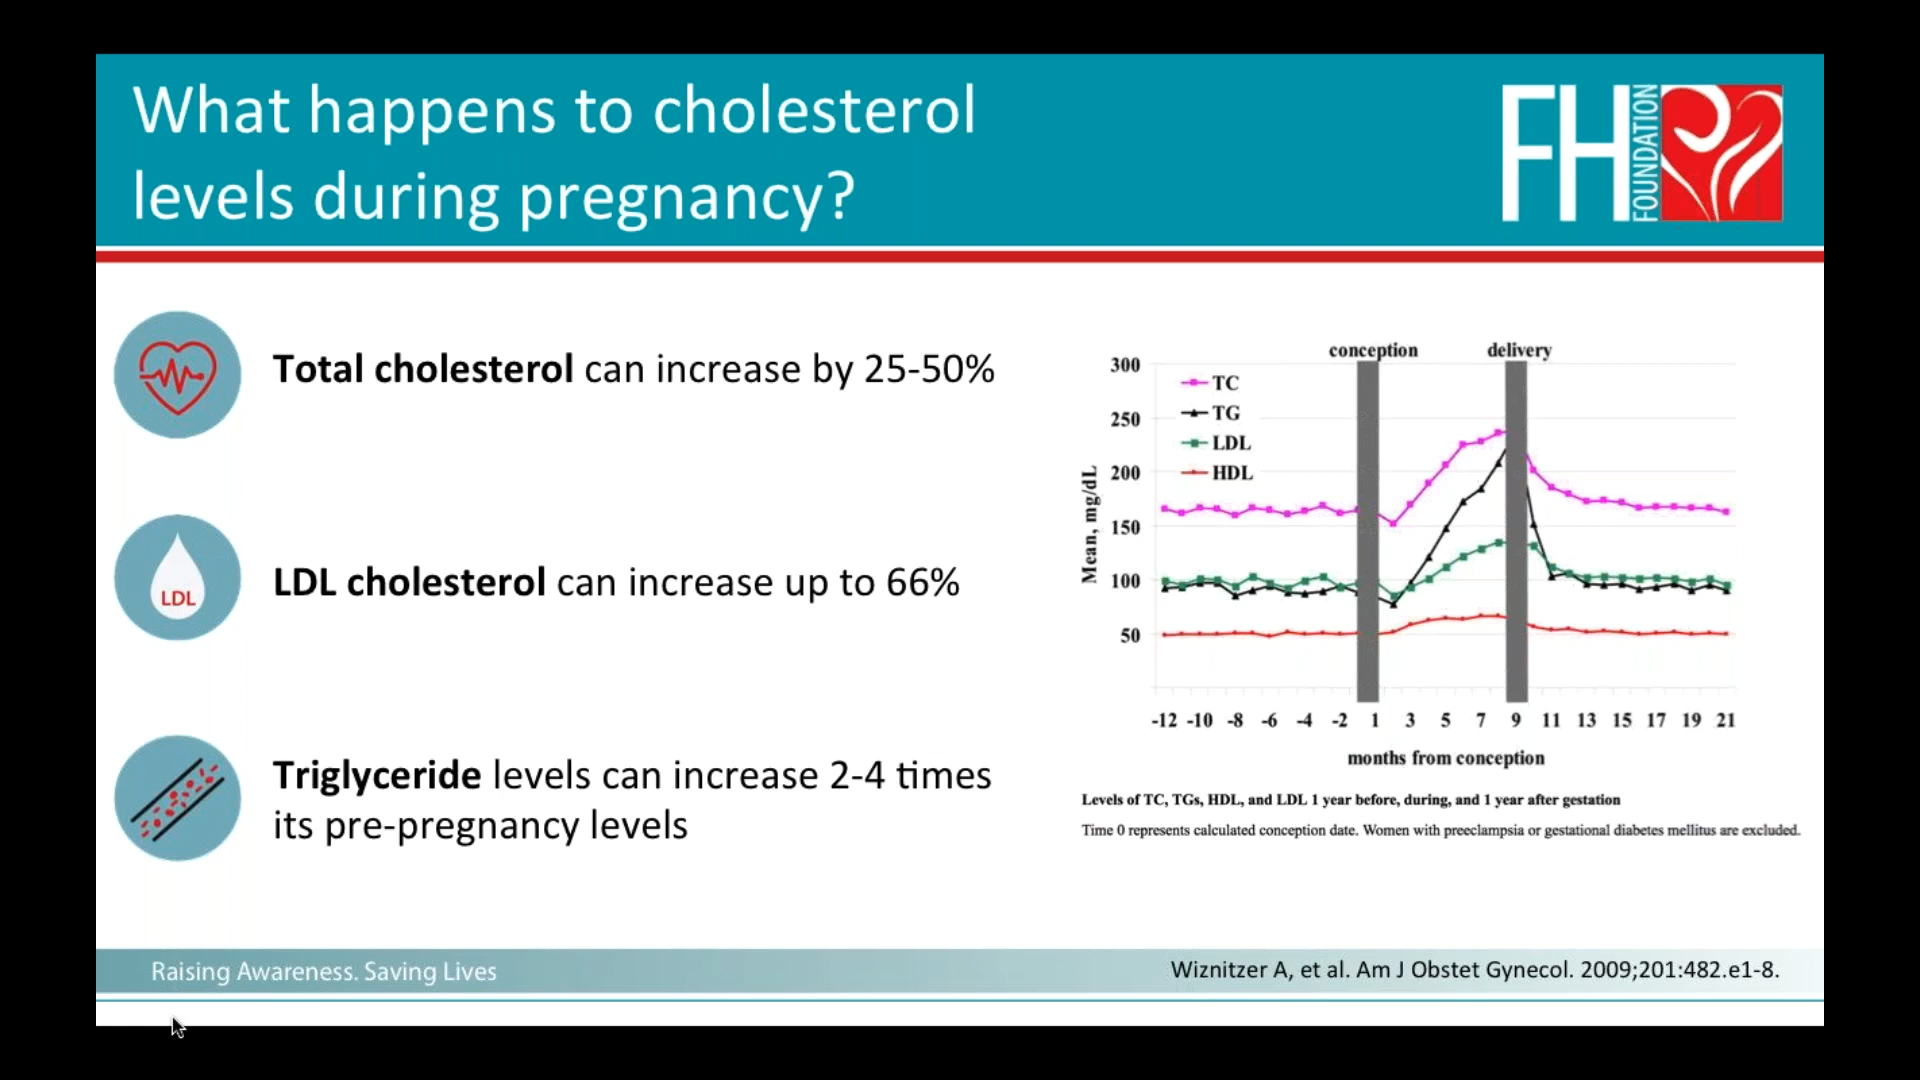 What happens to cholesterol
levels during pregnancy?
FH
FOUNDATION
Total cholesterol can increase by 25-50%
LDL
LDL cholesterol can increase up to 66%
Triglyceride levels can increase 2-4 times
its pre-pregnancy levels
conception delivery
300
250
200
150
100
50
Mean, mg/dL
TC
TG
LDL
HDL
-12 -10 -8 -6 -4 -2 1 3 5 7 9 11 13 15 17 19 21
months from conception
Levels of TC, TGs, HDL, and LDL 1 year before, during, and 1 year after gestation
Time 0 represents calculated conception date. Women with preeclampsia or gestational diabetes mellitus are excluded.
Raising Awareness. Saving Lives
Wiznitzer A, et al. Am J Obstet Gynecol. 2009;201:482.e1-8.